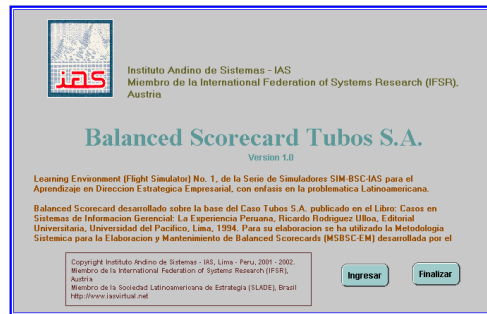 ias
Instituto Andino de Sistemas - IAS
Miembro de la International Federation of Systems Research (IFSR),
Austria
Balanced Scorecard Tubos S.A.
Version 1.0
Learning Environment (Flight Simulator) No. 1, de la Serie de Simuladores SIM-BSC-IAS para el
Aprendizaje en Direccion Estrategica Empresarial, con enfasis en la problematica Latinoamericana.
Balanced Scorecard desarrollado sobre la base del Caso Tubos S.A. publicado en el Libro: Casos en
Sistemas de Informacion Gerencial: La Experiencia Peruana, Ricardo Rodriguez Ulloa, Editorial
Universitaria, Universidad del Pacifico, Lima, 1994. Para su elaboracion se ha utilizado la Metodologia
Sistemica para la Elaboracion y Mantenimiento de Balanced Scorecards (MSBSC-EM) desarrollada por el
Copyright Instituto Andino de Sistemas - IAS, Lima - Peru, 2001 - 2002.
Miembro de la International Federation of Systems Research (IFSR),
Austria
Miembro de la Sociedad Latinoamericana de Estrategia (SLADE), Brasil
http://www.iasvirtual.net
Ingresar
Finalizar